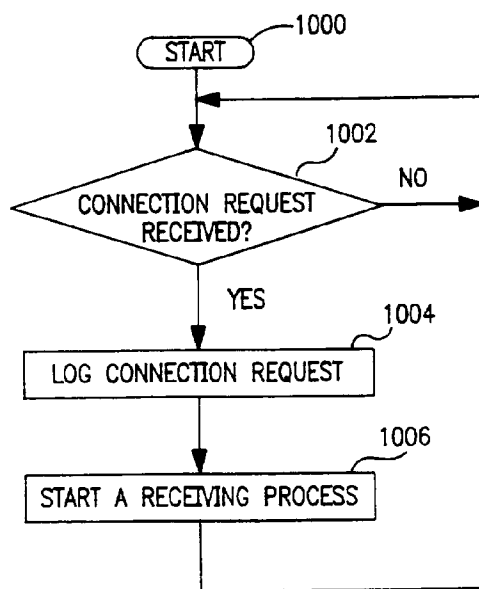 1000
START
1002
NO
CONNECTION REQUEST
RECEIVED?
YES
1004
LOG CONNECTION REQUEST
1006
START A RECEIVING PROCESS